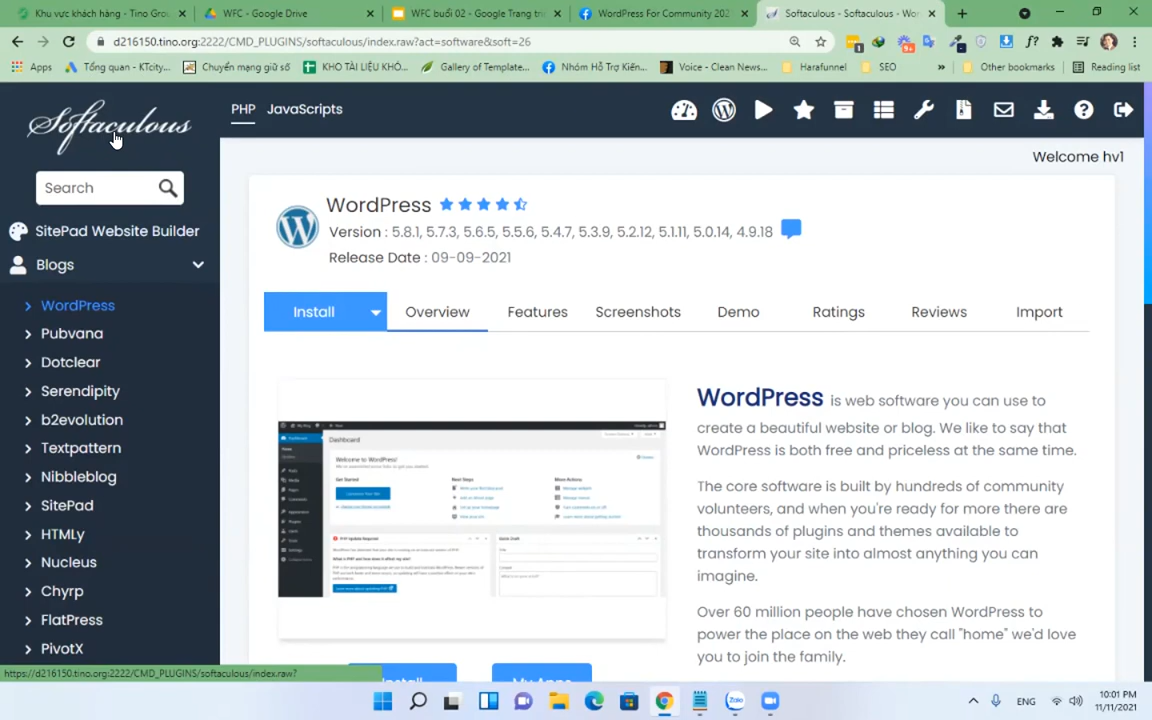 Khu vực khách hàng - Tino Grou
WFC - Google Drive
WFC buổi 02 - Google Trang trì
WordPress For Community 202
Softaculous - Softaculous - Wor
d216150.tino.org:2222/CMD_PLUGINS/softaculous/index.raw?act=software&soft=26
Apps
Tổng quan - KTcity...
Chuyển mạng giữ số
KHO TÀI LIỆU KHÓ...
Gallery of Template...
Nhóm Hỗ Trợ Kiến...
Voice - Clean News...
Harafunnel
SEO
Other bookmarks
Reading list
Softaculous
PHP
JavaScripts
Welcome hv1
Search
SitePad Website Builder
Blogs
WordPress
Pubvana
Dotclear
Serendipity
b2evolution
Textpattern
Nibbleblog
SitePad
HTMLy
Nucleus
Chyrp
FlatPress
PivotX
WordPress
Version : 5.8.1, 5.7.3, 5.6.5, 5.5.6, 5.4.7, 5.3.9, 5.2.12, 5.1.11, 5.0.14, 4.9.18
Release Date : 09-09-2021
Install
Overview
Features
Screenshots
Demo
Ratings
Reviews
Import
Dashboard
Welcome to WordPress!
WordPress is web software you can use to
create a beautiful website or blog. We like to say that
WordPress is both free and priceless at the same time.
The core software is built by hundreds of community
volunteers, and when you're ready for more there are
thousands of plugins and themes available to
transform your site into almost anything you can
imagine.
Over 60 million people have chosen WordPress to
power the place on the web they call "home" we'd love
you to join the family.
Install
My Apps
https://d216150.tino.org:2222/CMD_PLUGINS/softaculous/index.raw?
ENG
10:01 PM
11/11/2021